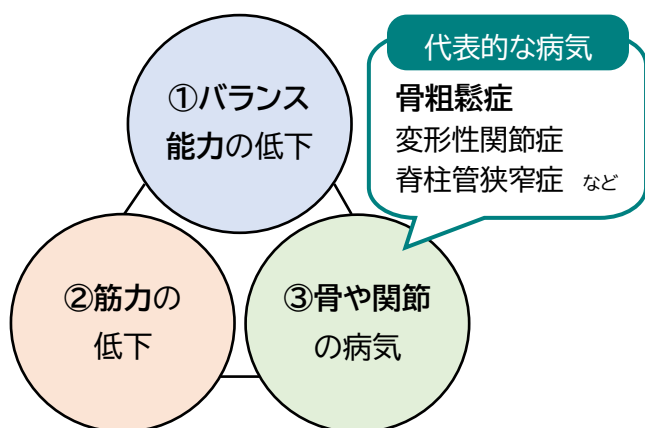 ①バランス
能力の低下
代表的な病気
骨粗鬆症
変形性関節症
脊柱管狭窄症 など
②筋力の
低下
③骨や関節
の病気